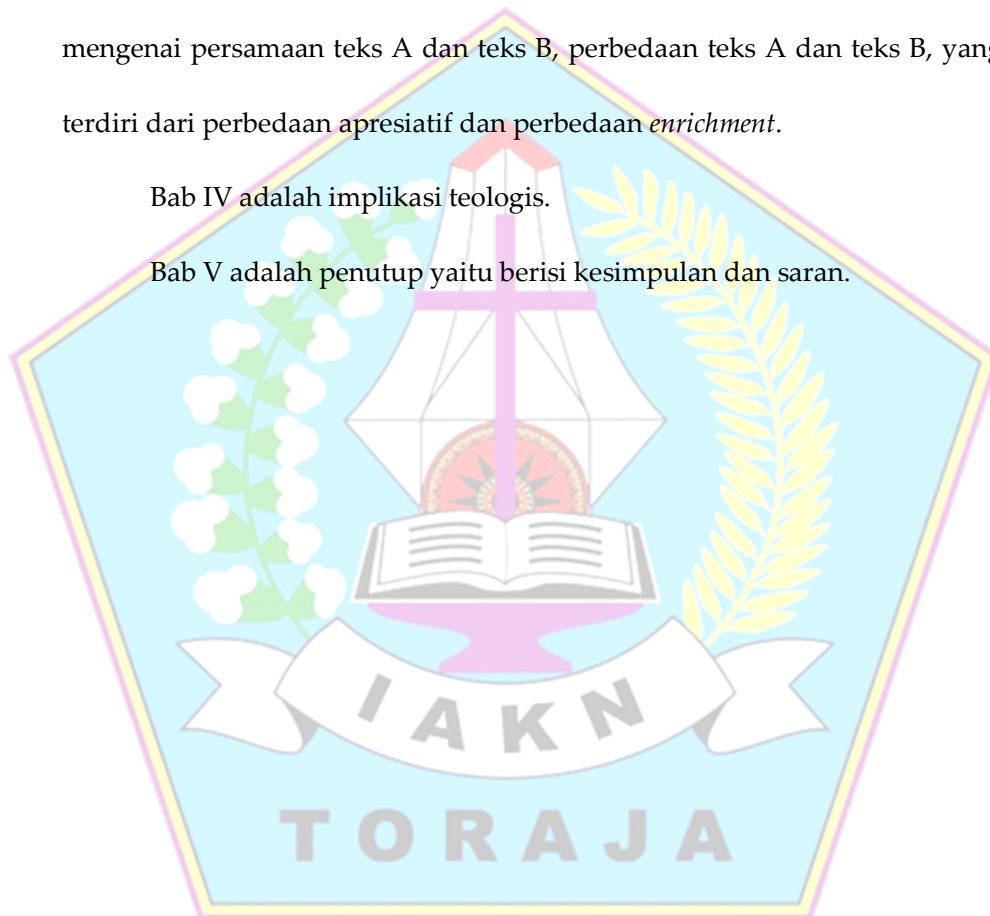 mengenai persamaan teks A dan teks B, perbedaan teks A dan teks B, yang
terdiri dari perbedaan apresiatif dan perbedaan enrichment.
Bab IV adalah implikasi teologis.
Bab V adalah penutup yaitu berisi kesimpulan dan saran.
IAKN
TORAJA